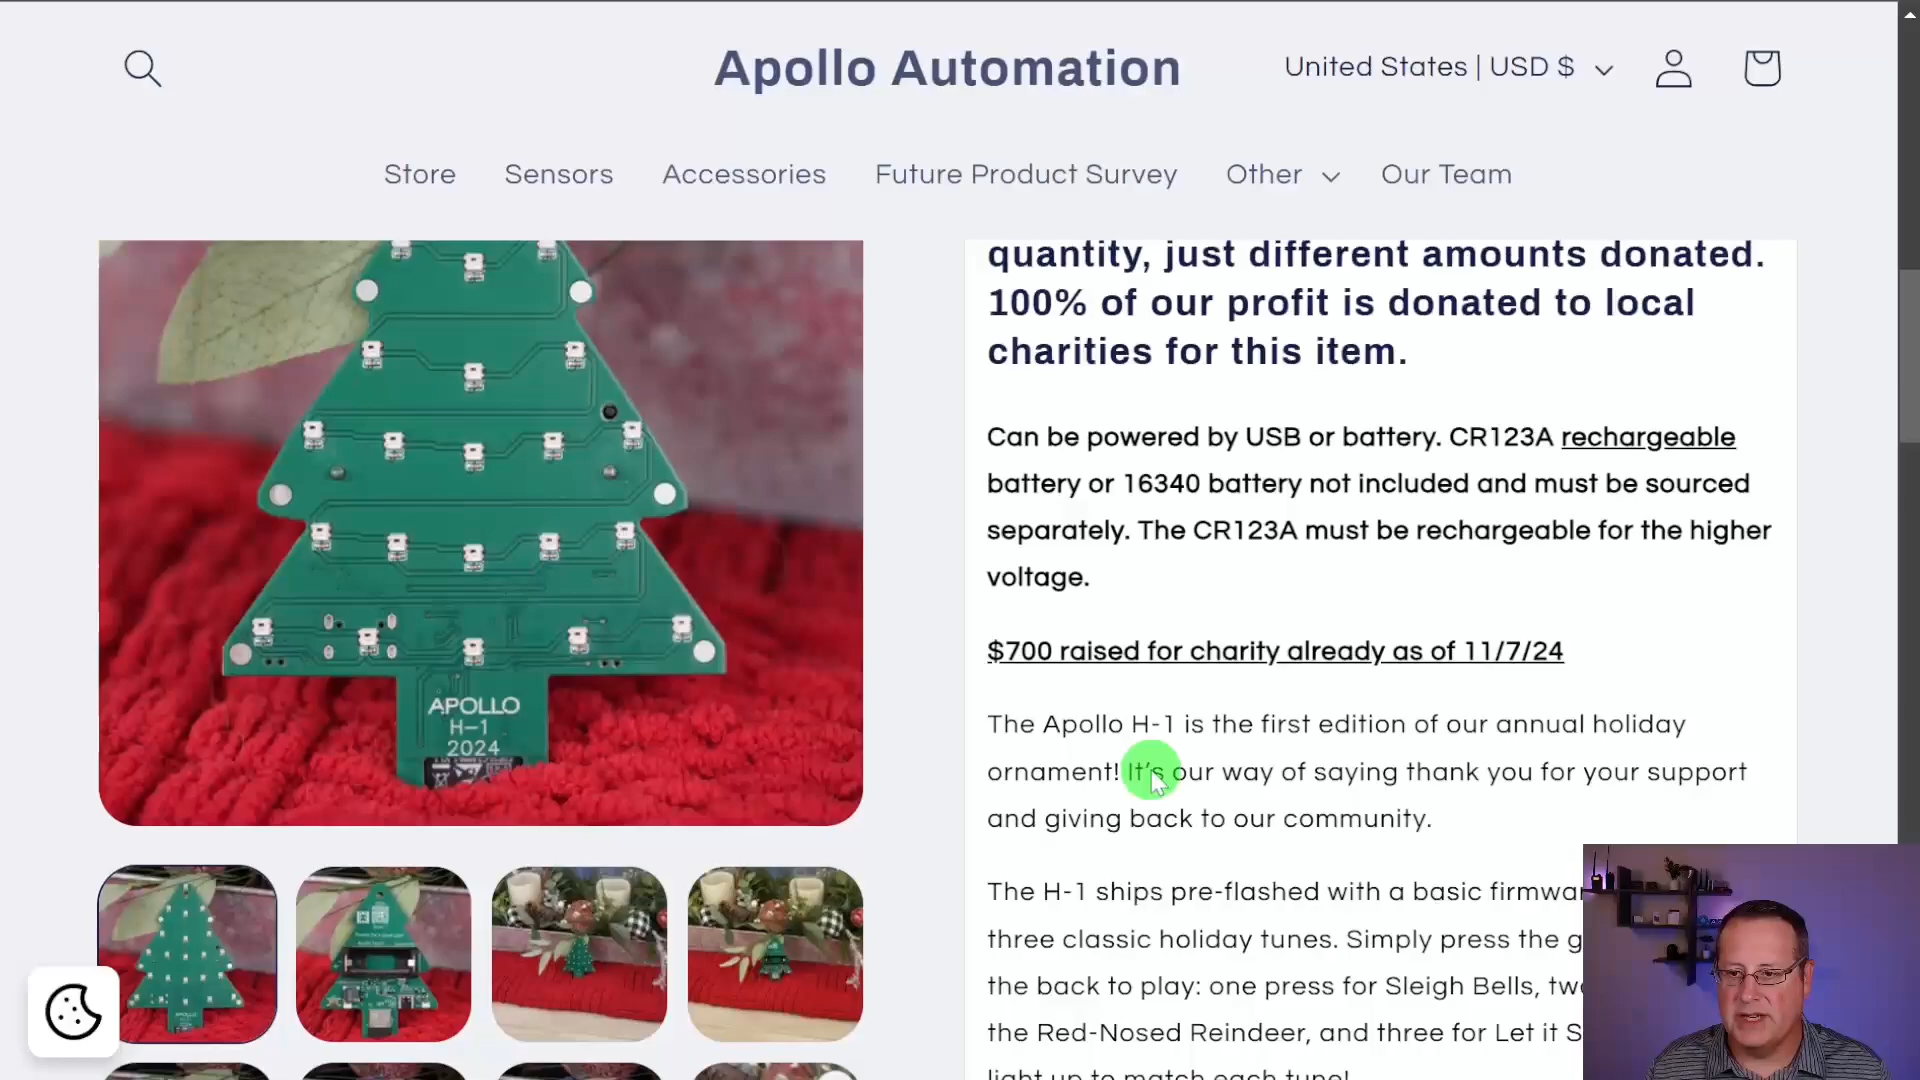 Apollo Automation
United States | USD $
Store Sensors Accessories Future Product Survey Other Our Team
quantity, just different amounts donated.
100% of our profit is donated to local
charities for this item.
Can be powered by USB or battery. CR123A rechargeable
battery or 16340 battery not included and must be sourced
separately. The CR123A must be rechargeable for the higher
voltage.
$700 raised for charity already as of 11/7/24
The Apollo H-1 is the first edition of our annual holiday
ornament! It's our way of saying thank you for your support
and giving back to our community.
The H-1 ships pre-flashed with a basic
three classic holiday tunes. Simply press the
the back to play: one press for Sleigh Bells,
the Red-Nosed Reindeer, and three for Let it
light up to match each tune!
APOLLO
H-1
2024